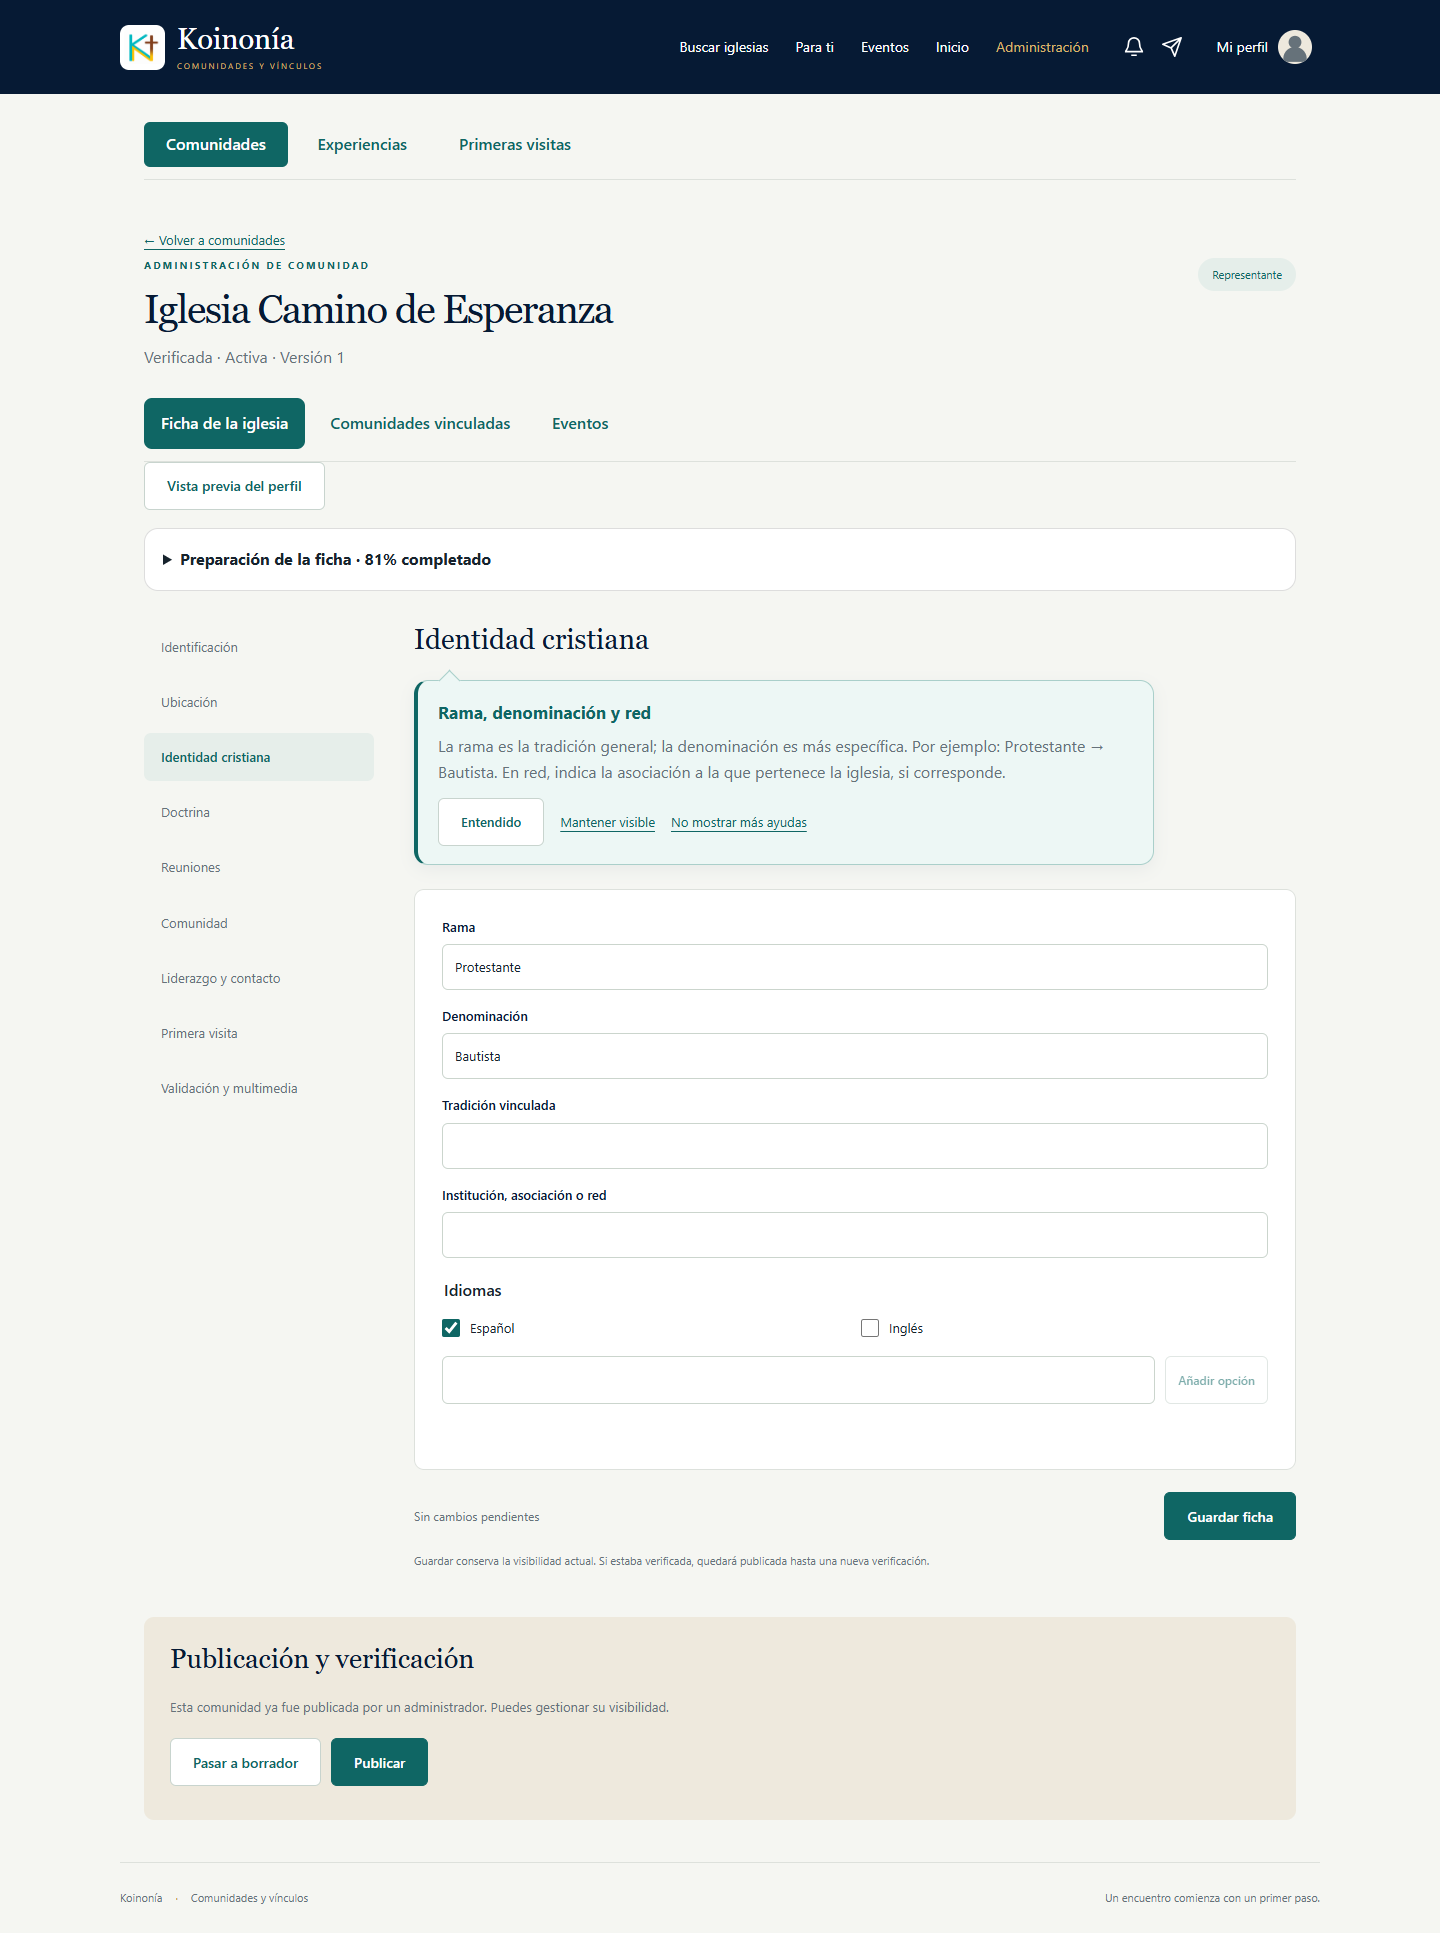 Koinonía
COMUNIDADES Y VÍNCULOS
Buscar iglesias
Para ti
Eventos
Inicio
Administración
Mi perfil
Comunidades
Experiencias
Primeras visitas
← Volver a comunidades
ADMINISTRACIÓN DE COMUNIDAD
Representante
Iglesia Camino de Esperanza
Verificada · Activa · Versión 1
Ficha de la iglesia
Comunidades vinculadas
Eventos
Vista previa del perfil
Preparación de la ficha · 81% completado
Identificación
Ubicación
Identidad cristiana
Doctrina
Reuniones
Comunidad
Liderazgo y contacto
Primera visita
Validación y multimedia
Identidad cristiana
Rama, denominación y red
La rama es la tradición general; la denominación es más específica. Por ejemplo: Protestante →
Bautista. En red, indica la asociación a la que pertenece la iglesia, si corresponde.
Entendido
Mantener visible
No mostrar más ayudas
Rama
Protestante
Denominación
Bautista
Tradición vinculada
Institución, asociación o red
Idiomas
Español
Inglés
Añadir opción
Sin cambios pendientes
Guardar ficha
Guardar conserva la visibilidad actual. Si estaba verificada, quedará publicada hasta una nueva verificación.
Publicación y verificación
Esta comunidad ya fue publicada por un administrador. Puedes gestionar su visibilidad.
Pasar a borrador
Publicar
Koinonía · Comunidades y vínculos
Un encuentro comienza con un primer paso.